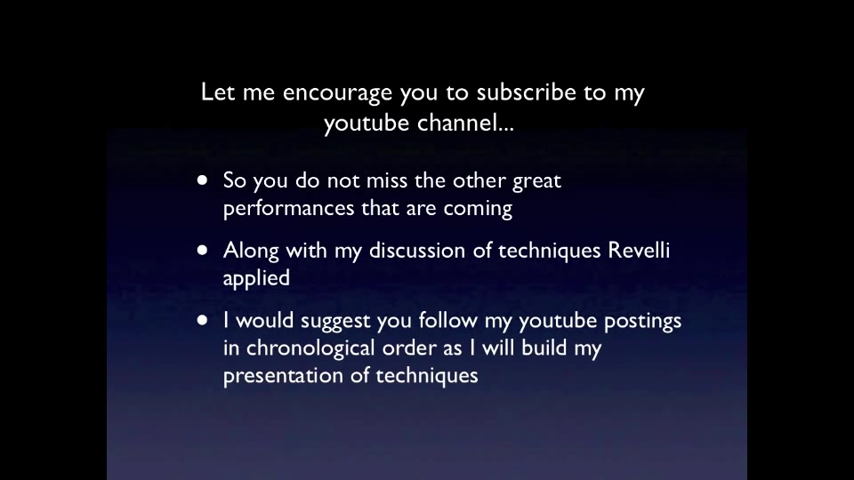 Let me encourage you to subscribe to my
youtube channel...
• So you do not miss the other great
performances that are coming
• Along with my discussion of techniques Revelli
applied
• I would suggest you follow my youtube postings
in chronological order as I will build my
presentation of techniques